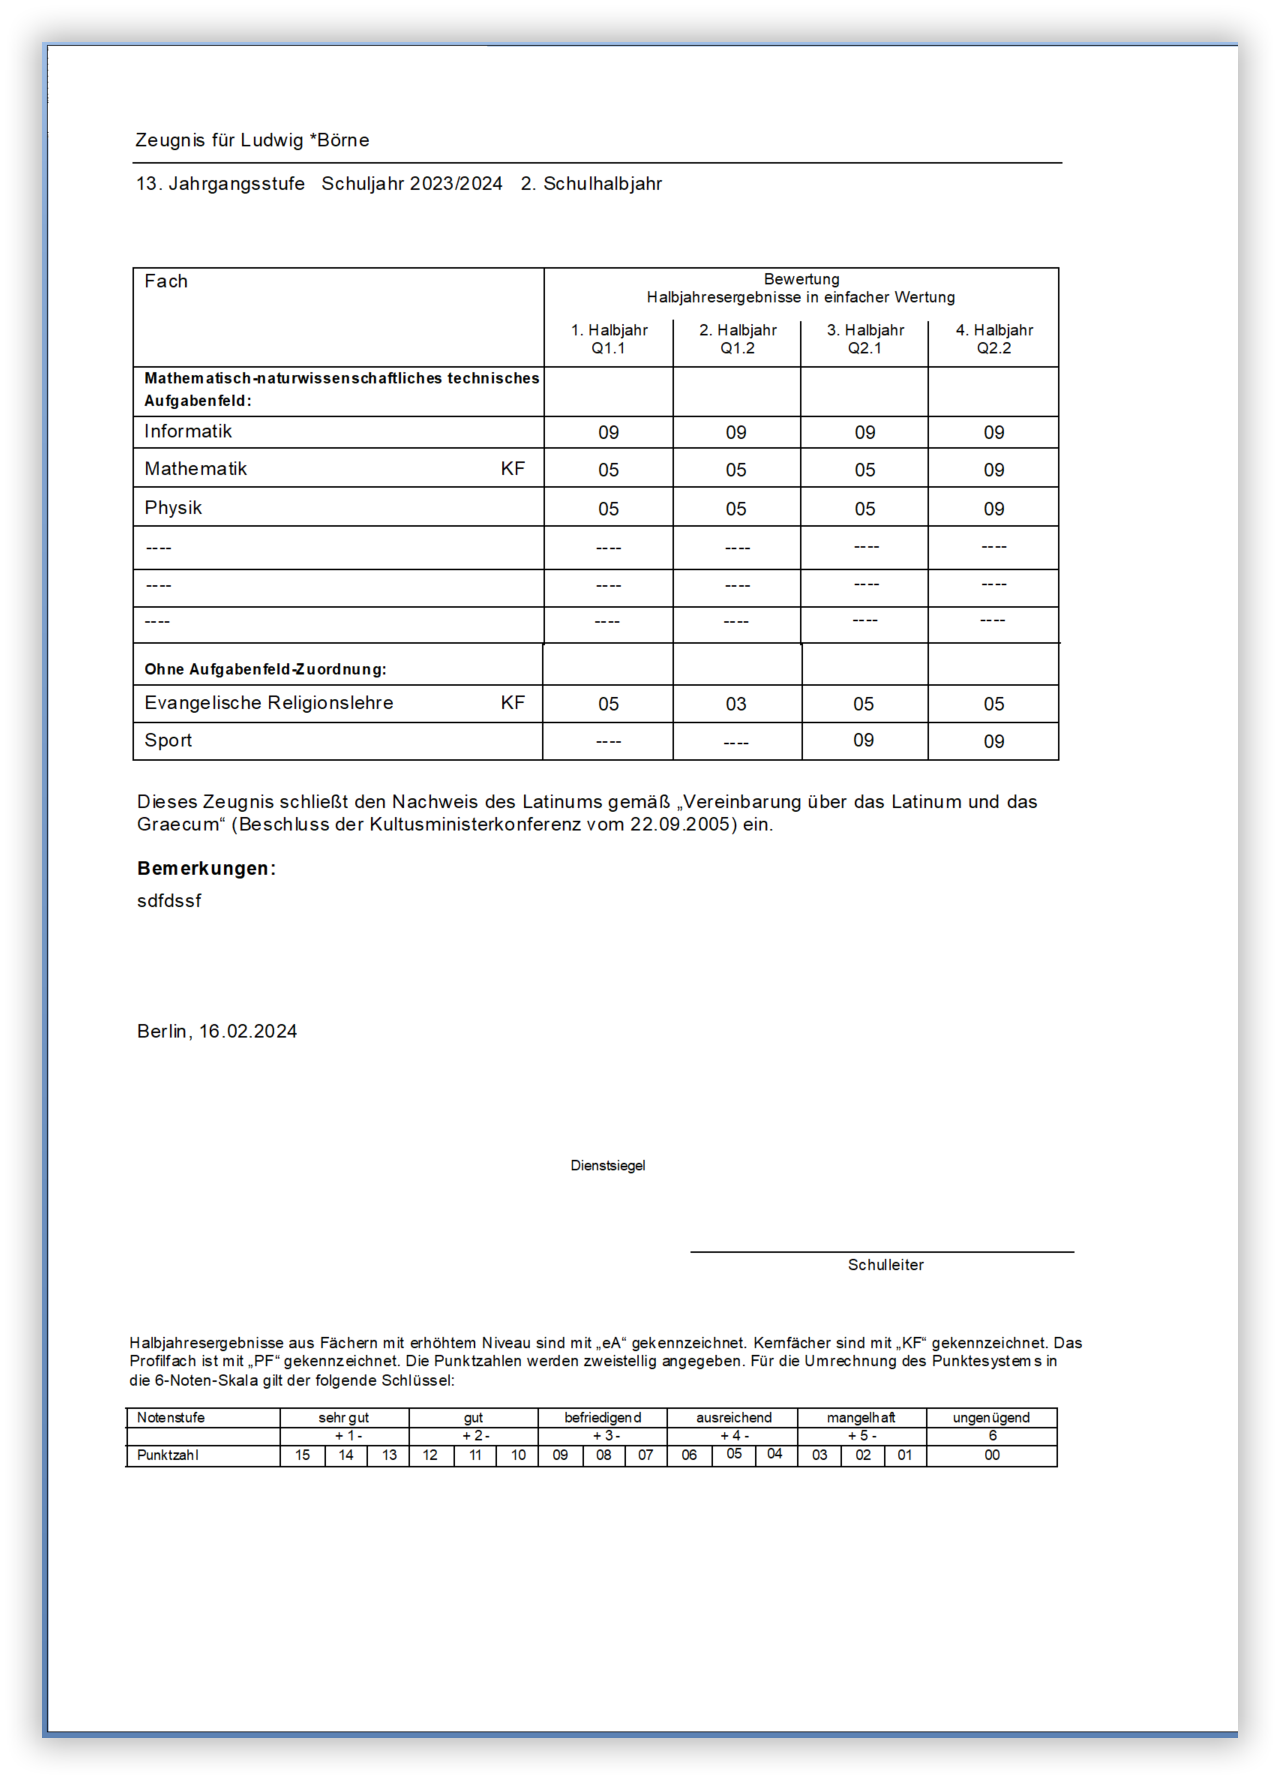 Zeugnis für Ludwig *Börne
13. Jahrgangsstufe Schuljahr 2023/2024 2. Schulhalbjahr
Fach
Bewertung
Halbjahresergebnisse in einfacher Wertung
1. Halbjahr 2. Halbjahr 3. Halbjahr 4. Halbjahr
Q1.1 Q1.2 Q2.1 Q2.2
Mathematisch-naturwissenschaftliches technisches
Aufgabenfeld:
Informatik 09 09 09 09
Mathematik KF 05 05 05 09
Physik 05 05 05 09
---- ---- ---- ---- ----
---- ---- ---- ---- ----
---- ---- ---- ---- ----
Ohne Aufgabenfeld-Zuordnung:
Evangelische Religionslehre KF 05 03 05 05
Sport ---- ---- 09 09
Dieses Zeugnis schließt den Nachweis des Latinums gemäß „Vereinbarung über das Latinum und das
Graecum“ (Beschluss der Kultusministerkonferenz vom 22.09.2005) ein.
Bemerkungen:
sdfdssf
Berlin, 16.02.2024
Dienstsiegel
Schulleiter
Halbjahresergebnisse aus Fächern mit erhöhtem Niveau sind mit „eA“ gekennzeichnet. Kernfächer sind mit „KF“ gekennzeichnet. Das
Profilfach ist mit „PF“ gekennzeichnet. Die Punktzahlen werden zweistellig angegeben. Für die Umrechnung des Punktesystems in
die 6-Noten-Skala gilt der folgende Schlüssel:
Notenstufe sehr gut gut befriedigend ausreichend mangelhaft ungenügend
+ 1 - + 2 - + 3 - + 4 - + 5 - 6
Punktzahl 15 14 13 12 11 10 09 08 07 06 05 04 03 02 01 00